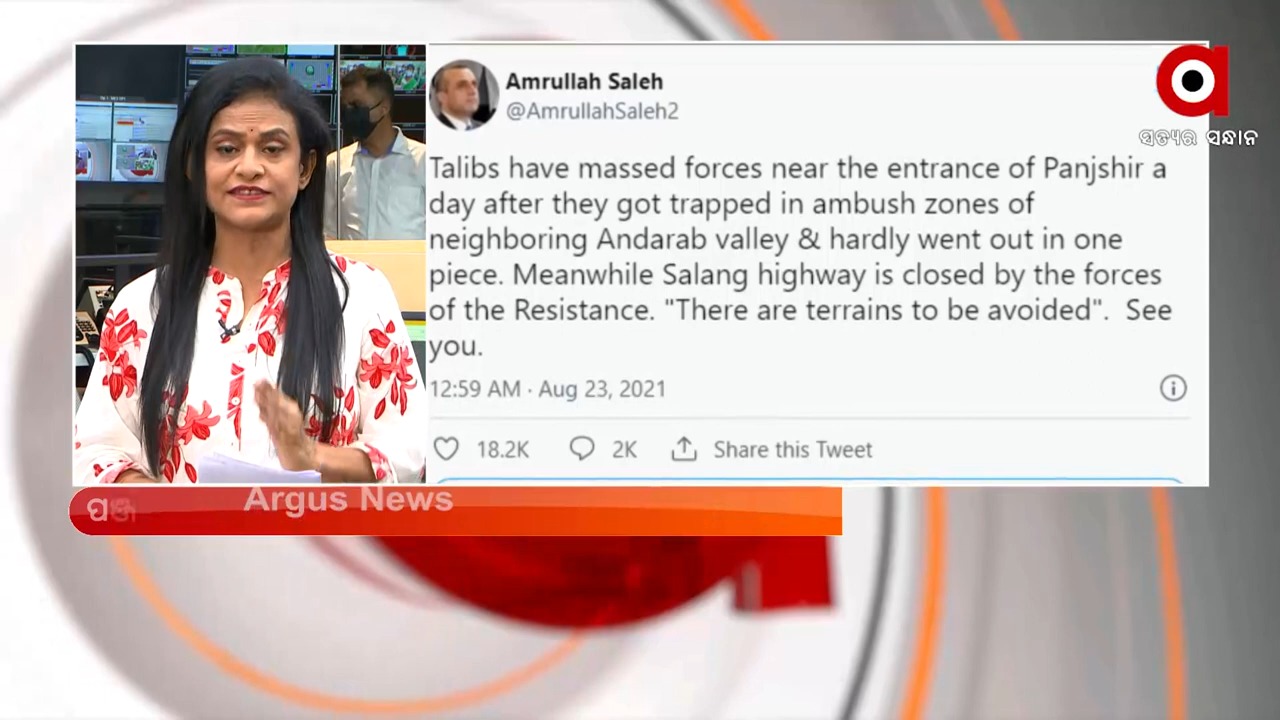 Amrullah Saleh
@AmrullahSaleh2
ସତ୍ୟର ସନ୍ଧାନ
Talibs have massed forces near the entrance of Panjshir a
day after they got trapped in ambush zones of
neighboring Andarab valley & hardly went out in one
piece. Meanwhile Salang highway is closed by the forces
of the Resistance. "There are terrains to be avoided". See
you.
12:59 AM · Aug 23, 2021
18.2K 2K Share this Tweet
Argus News